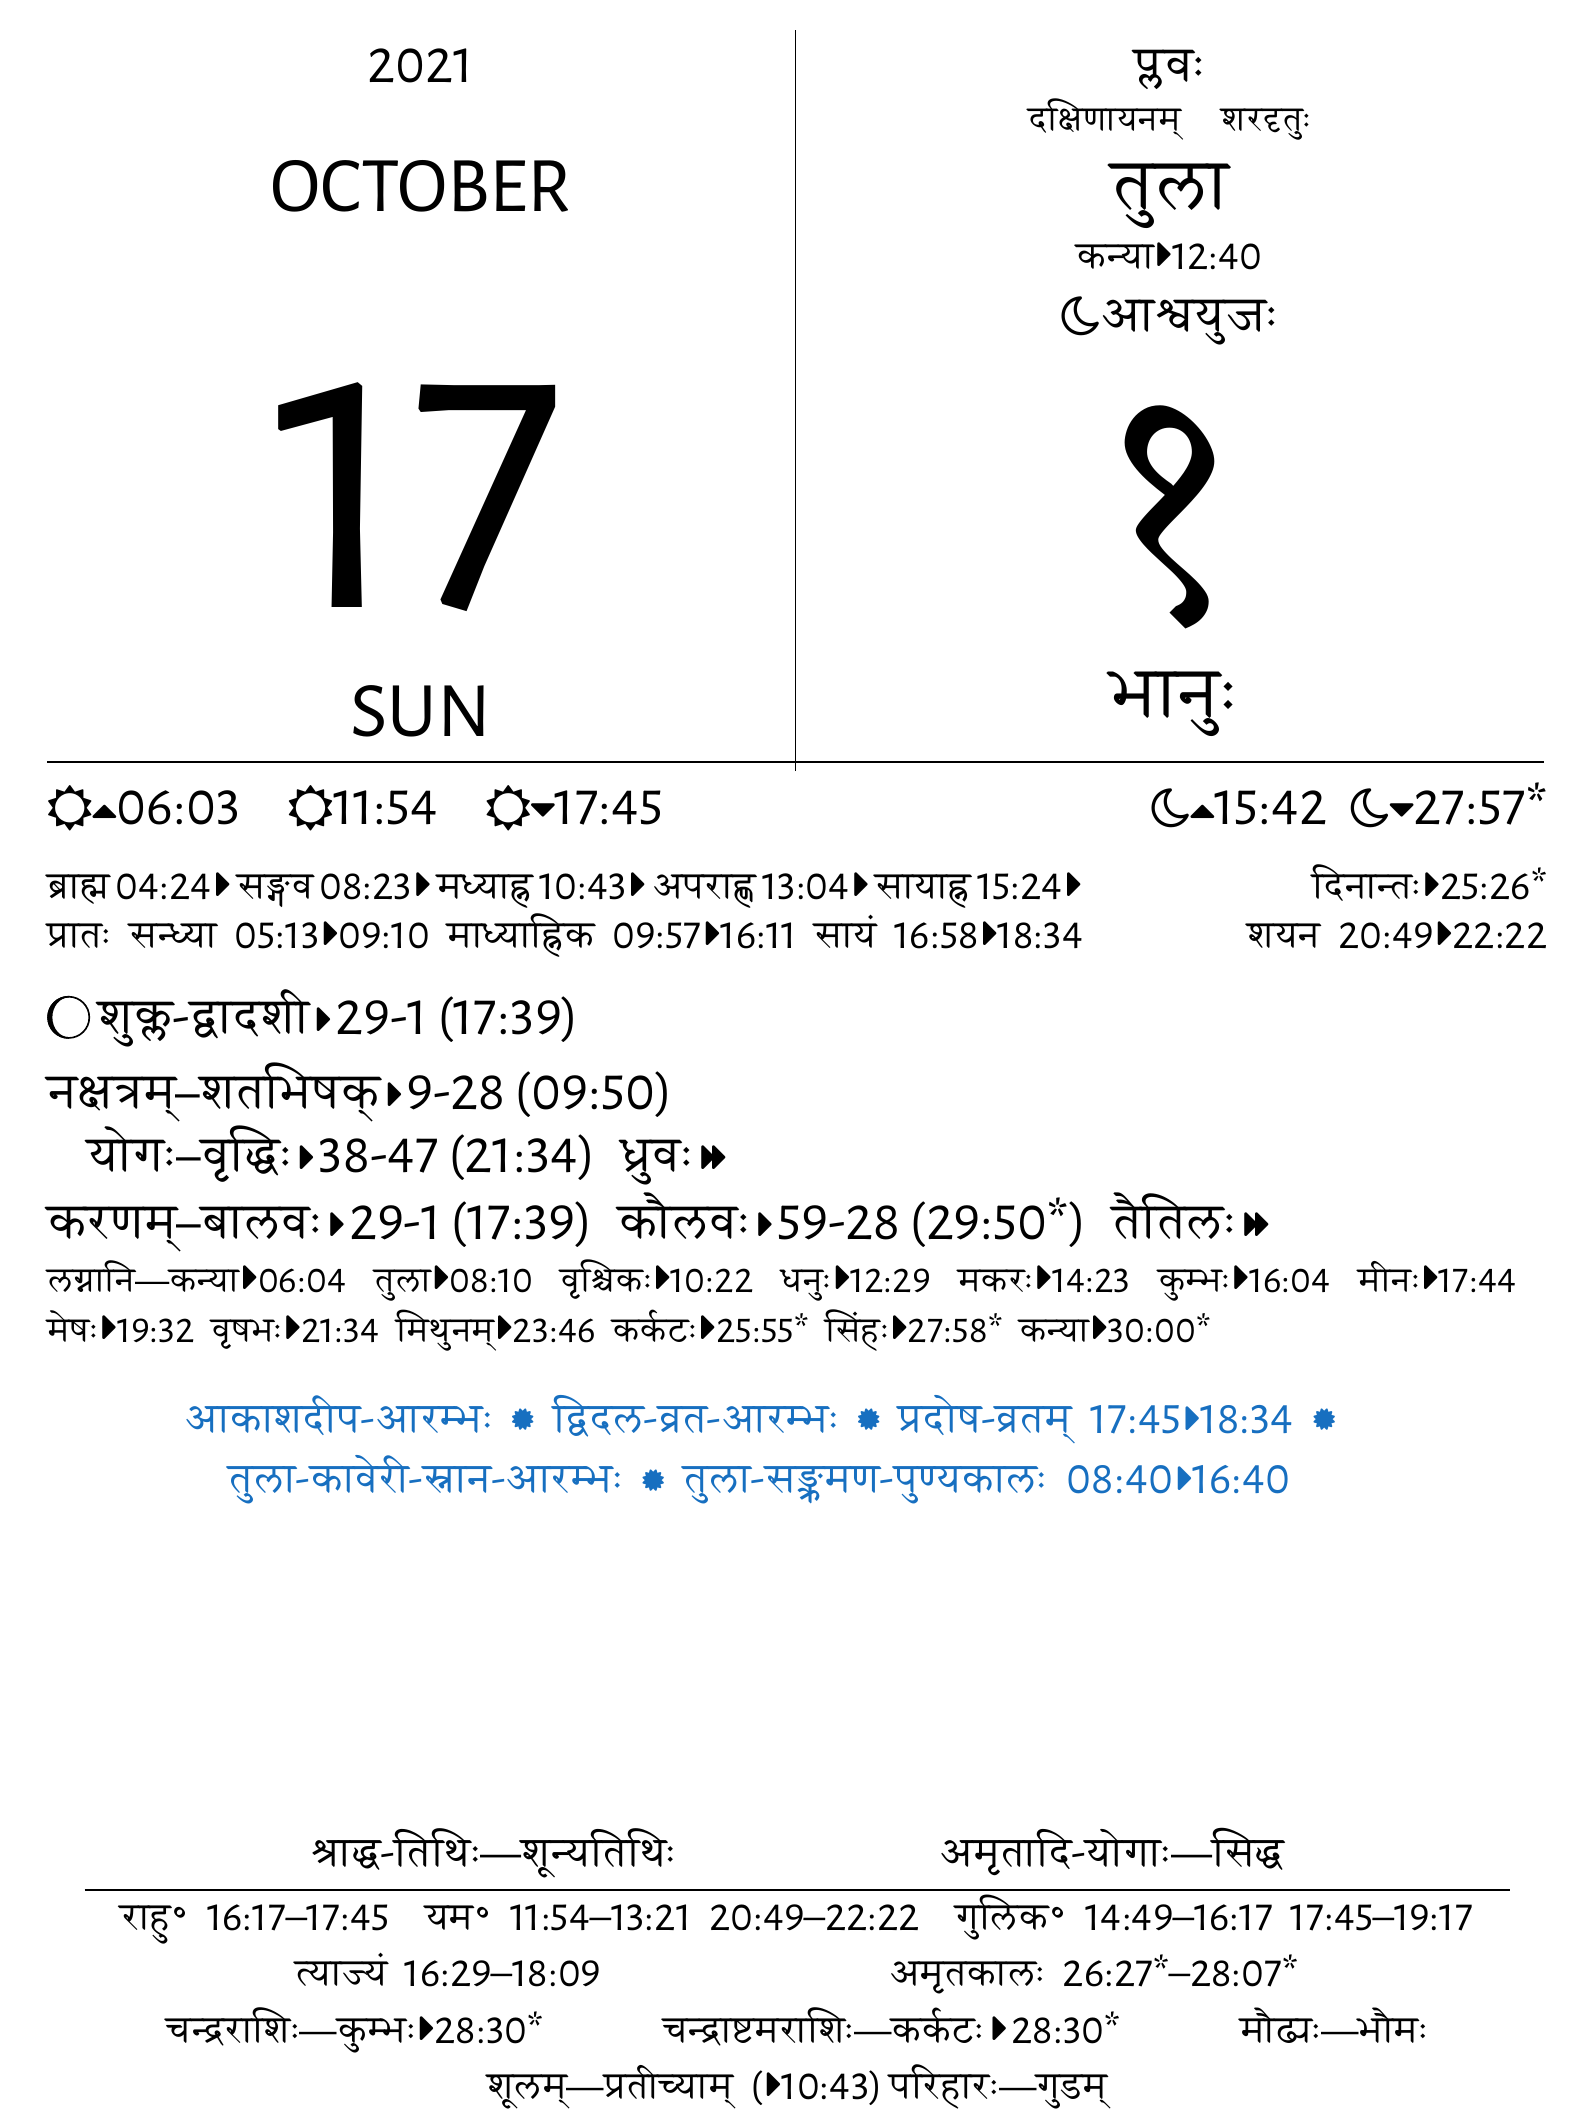 2021
OCTOBER
17
SUN
प्लवः
दक्षिणायनम् शरदृतुः
तुला
कन्या12:40
आश्वयुजः
१
भानुः
06:03 11:54 17:45 15:42 27:57*
ब्राह्म 04:24 सङ्गव 08:23 मध्याह्न 10:43 अपराह्ण 13:04 सायाह्न 15:24 दिनान्तः25:26*
प्रातः सन्ध्या 05:13 09:10 माध्याह्निक 09:57 16:11 सायं 16:58 18:34 शयन 20:49 22:22
शुक्ल-द्वादशी 29-1 (17:39)
नक्षत्रम्–शतभिषक् 9-28 (09:50)
योगः–वृद्धिः 38-47 (21:34) ध्रुवः
करणम्–बालवः 29-1 (17:39) कौलवः 59-28 (29:50*) तैतिलः
लग्नानि—कन्या 06:04 तुला 08:10 वृश्चिकः 10:22 धनुः 12:29 मकरः 14:23 कुम्भः 16:04 मीनः 17:44
मेषः 19:32 वृषभः 21:34 मिथुनम् 23:46 कर्कटः 25:55* सिंहः 27:58* कन्या 30:00*
आकाशदीप-आरम्भः ✹ द्विदल-व्रत-आरम्भः ✹ प्रदोष-व्रतम् 17:45 18:34 ✹
तुला-कावेरी-स्नान-आरम्भः ✹ तुला-सङ्क्रमण-पुण्यकालः 08:40 16:40
श्राद्ध-तिथिः—शून्यतिथिः अमृतादि-योगाः—सिद्ध
राहु॰ 16:17–17:45 यम॰ 11:54–13:21 20:49–22:22 गुलिक॰ 14:49–16:17 17:45–19:17
त्याज्यं 16:29–18:09 अमृतकालः 26:27*–28:07*
चन्द्रराशिः—कुम्भः 28:30* चन्द्राष्टमराशिः—कर्कटः 28:30* मौढ्यः—भौमः
शूलम्—प्रतीच्याम् (10:43) परिहारः—गुडम्